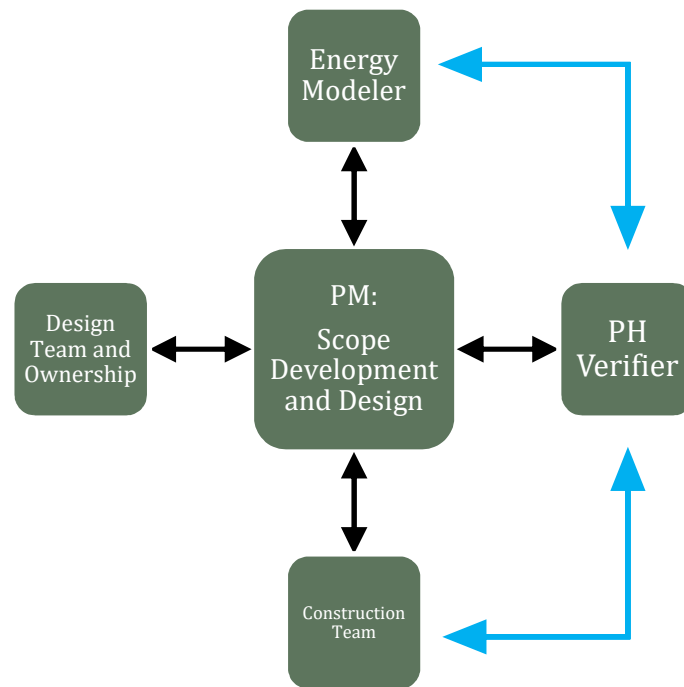 Energy
Modeler
PM:
Scope
Development
and Design
Design
Team and
Ownership
PH
Verifier
Construction
Team